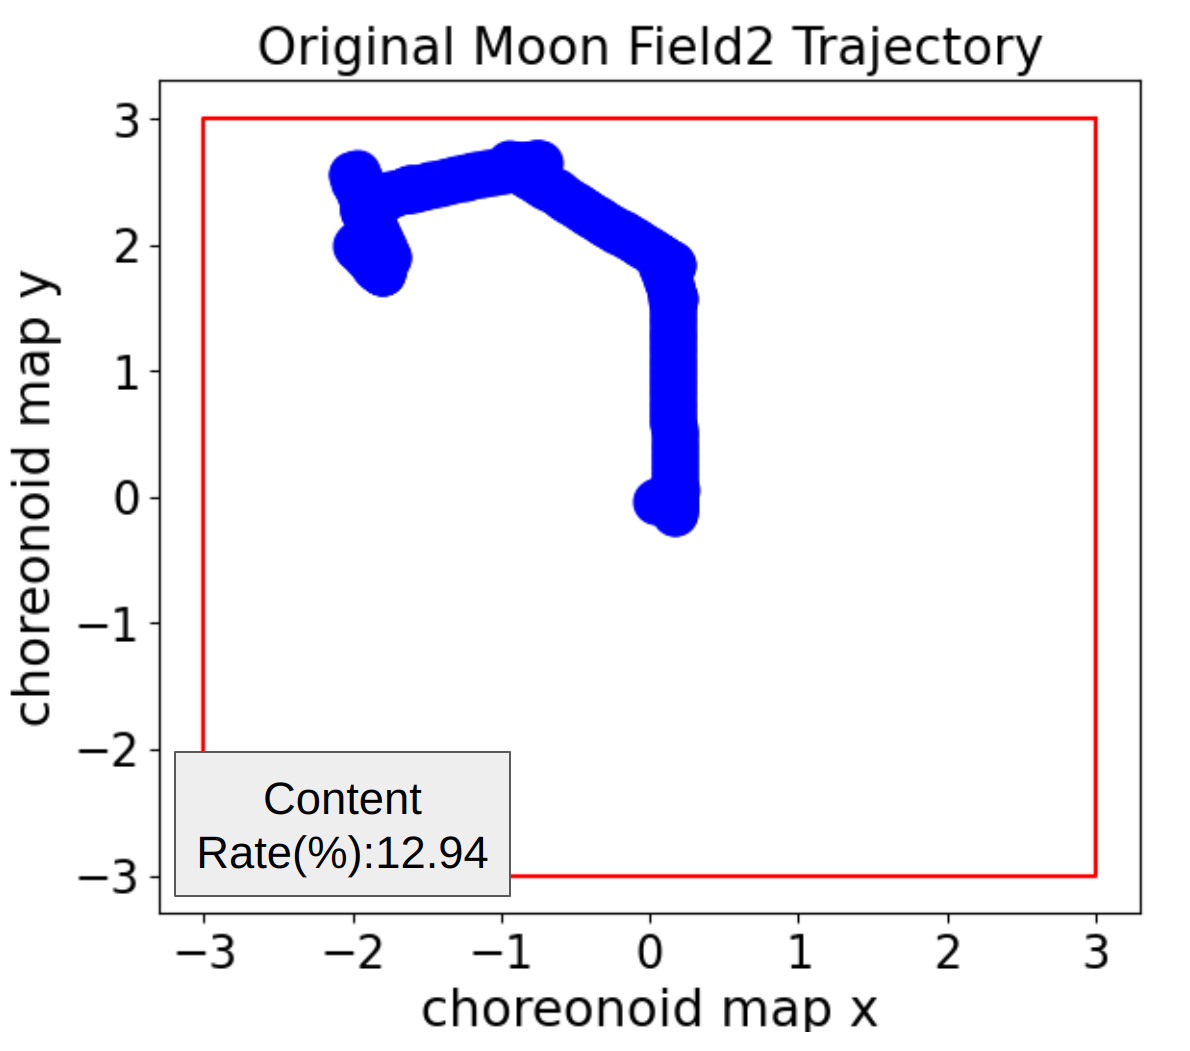 Original Moon Field2 Trajectory
choreonoid map y
3
2
1
0
−1
−2
−3
Content
Rate(%):12.94
−3
−2
−1
0
1
2
3
choreonoid map x